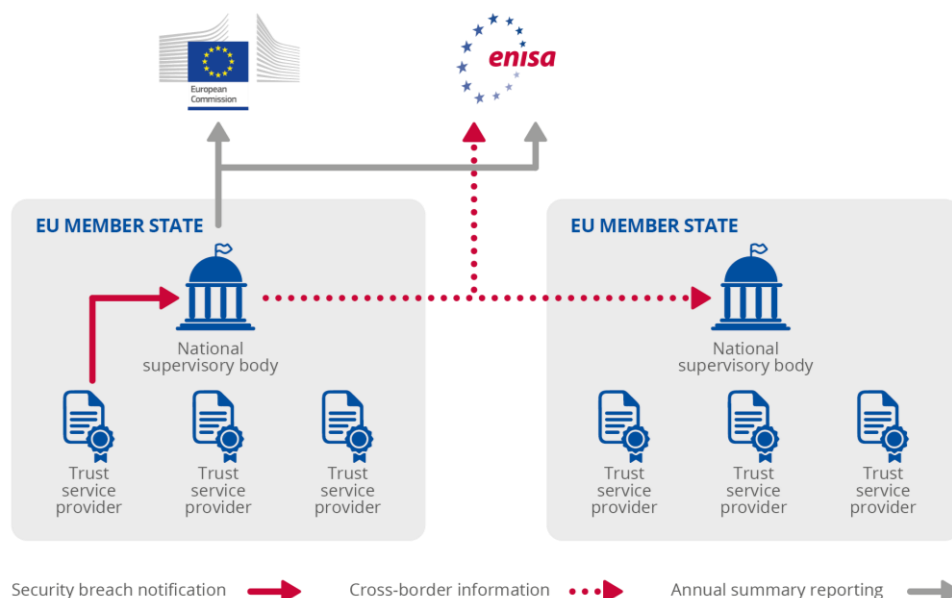 European
Commission
enisa
EU MEMBER STATE
National
supervisory body
Trust
service
provider
Trust
service
provider
Trust
service
provider
EU MEMBER STATE
National
supervisory body
Trust
service
provider
Trust
service
provider
Trust
service
provider
Security breach notification
Cross-border information
Annual summary reporting